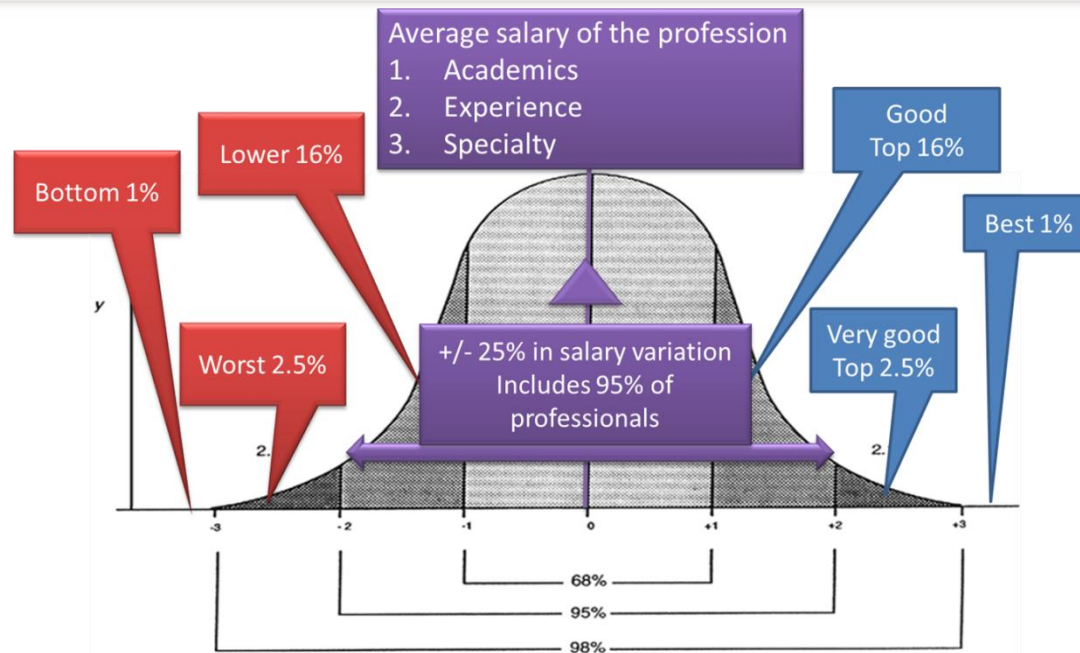 Average salary of the profession
1. Academics
2. Experience
3. Specialty
Good
Top 16%
Lower 16%
Bottom 1%
Best 1%
y
+/- 25% in salary variation
Includes 95% of
professionals
Very good
Top 2.5%
Worst 2.5%
2.
2.
-3
-2
-1
0
+1
+2
+3
68%
95%
98%